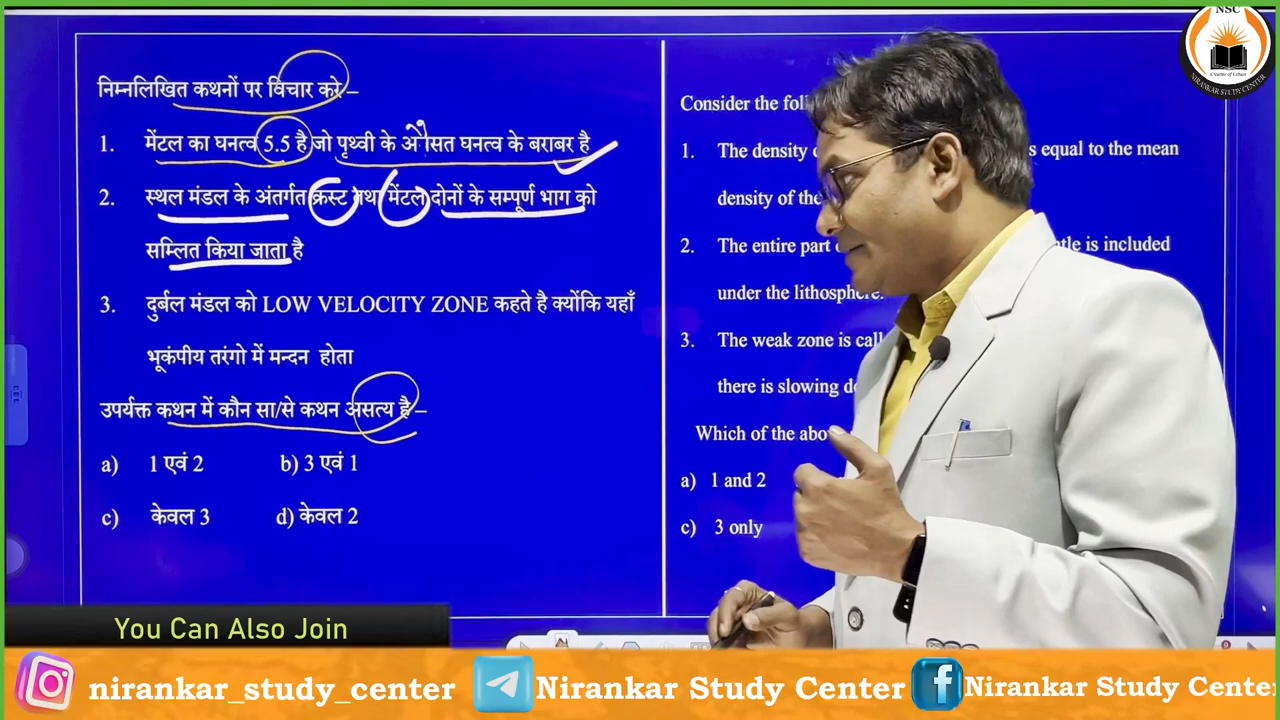 NSC
Creator of Future
NIRANKAR STUDY CENTER
निम्नलिखित कथनों पर विचार करे –
1. मेंटल का घनत्व 5.5 है जो पृथ्वी के औसत घनत्व के बराबर है
2. स्थल मंडल के अंतर्गत क्रस्ट तथा मेंटल दोनों के सम्पूर्ण भाग को
सम्लित किया जाता है
3. दुर्बल मंडल को LOW VELOCITY ZONE कहते है क्योंकि यहाँ
भूकंपीय तरंगो में मन्दन होता
उपर्यक्त कथन में कौन सा/से कथन असत्य है –
a) 1 एवं 2 b) 3 एवं 1
c) केवल 3 d) केवल 2
Consider the
1. The density s equal to the mean
density of the
2. The entire part is included
under the lithosphere.
3. The weak zone is
there is slowing
Which of the
a) 1 and 2
c) 3 only
You Can Also Join
nirankar_study_center Nirankar Study Center Nirankar Study Cente